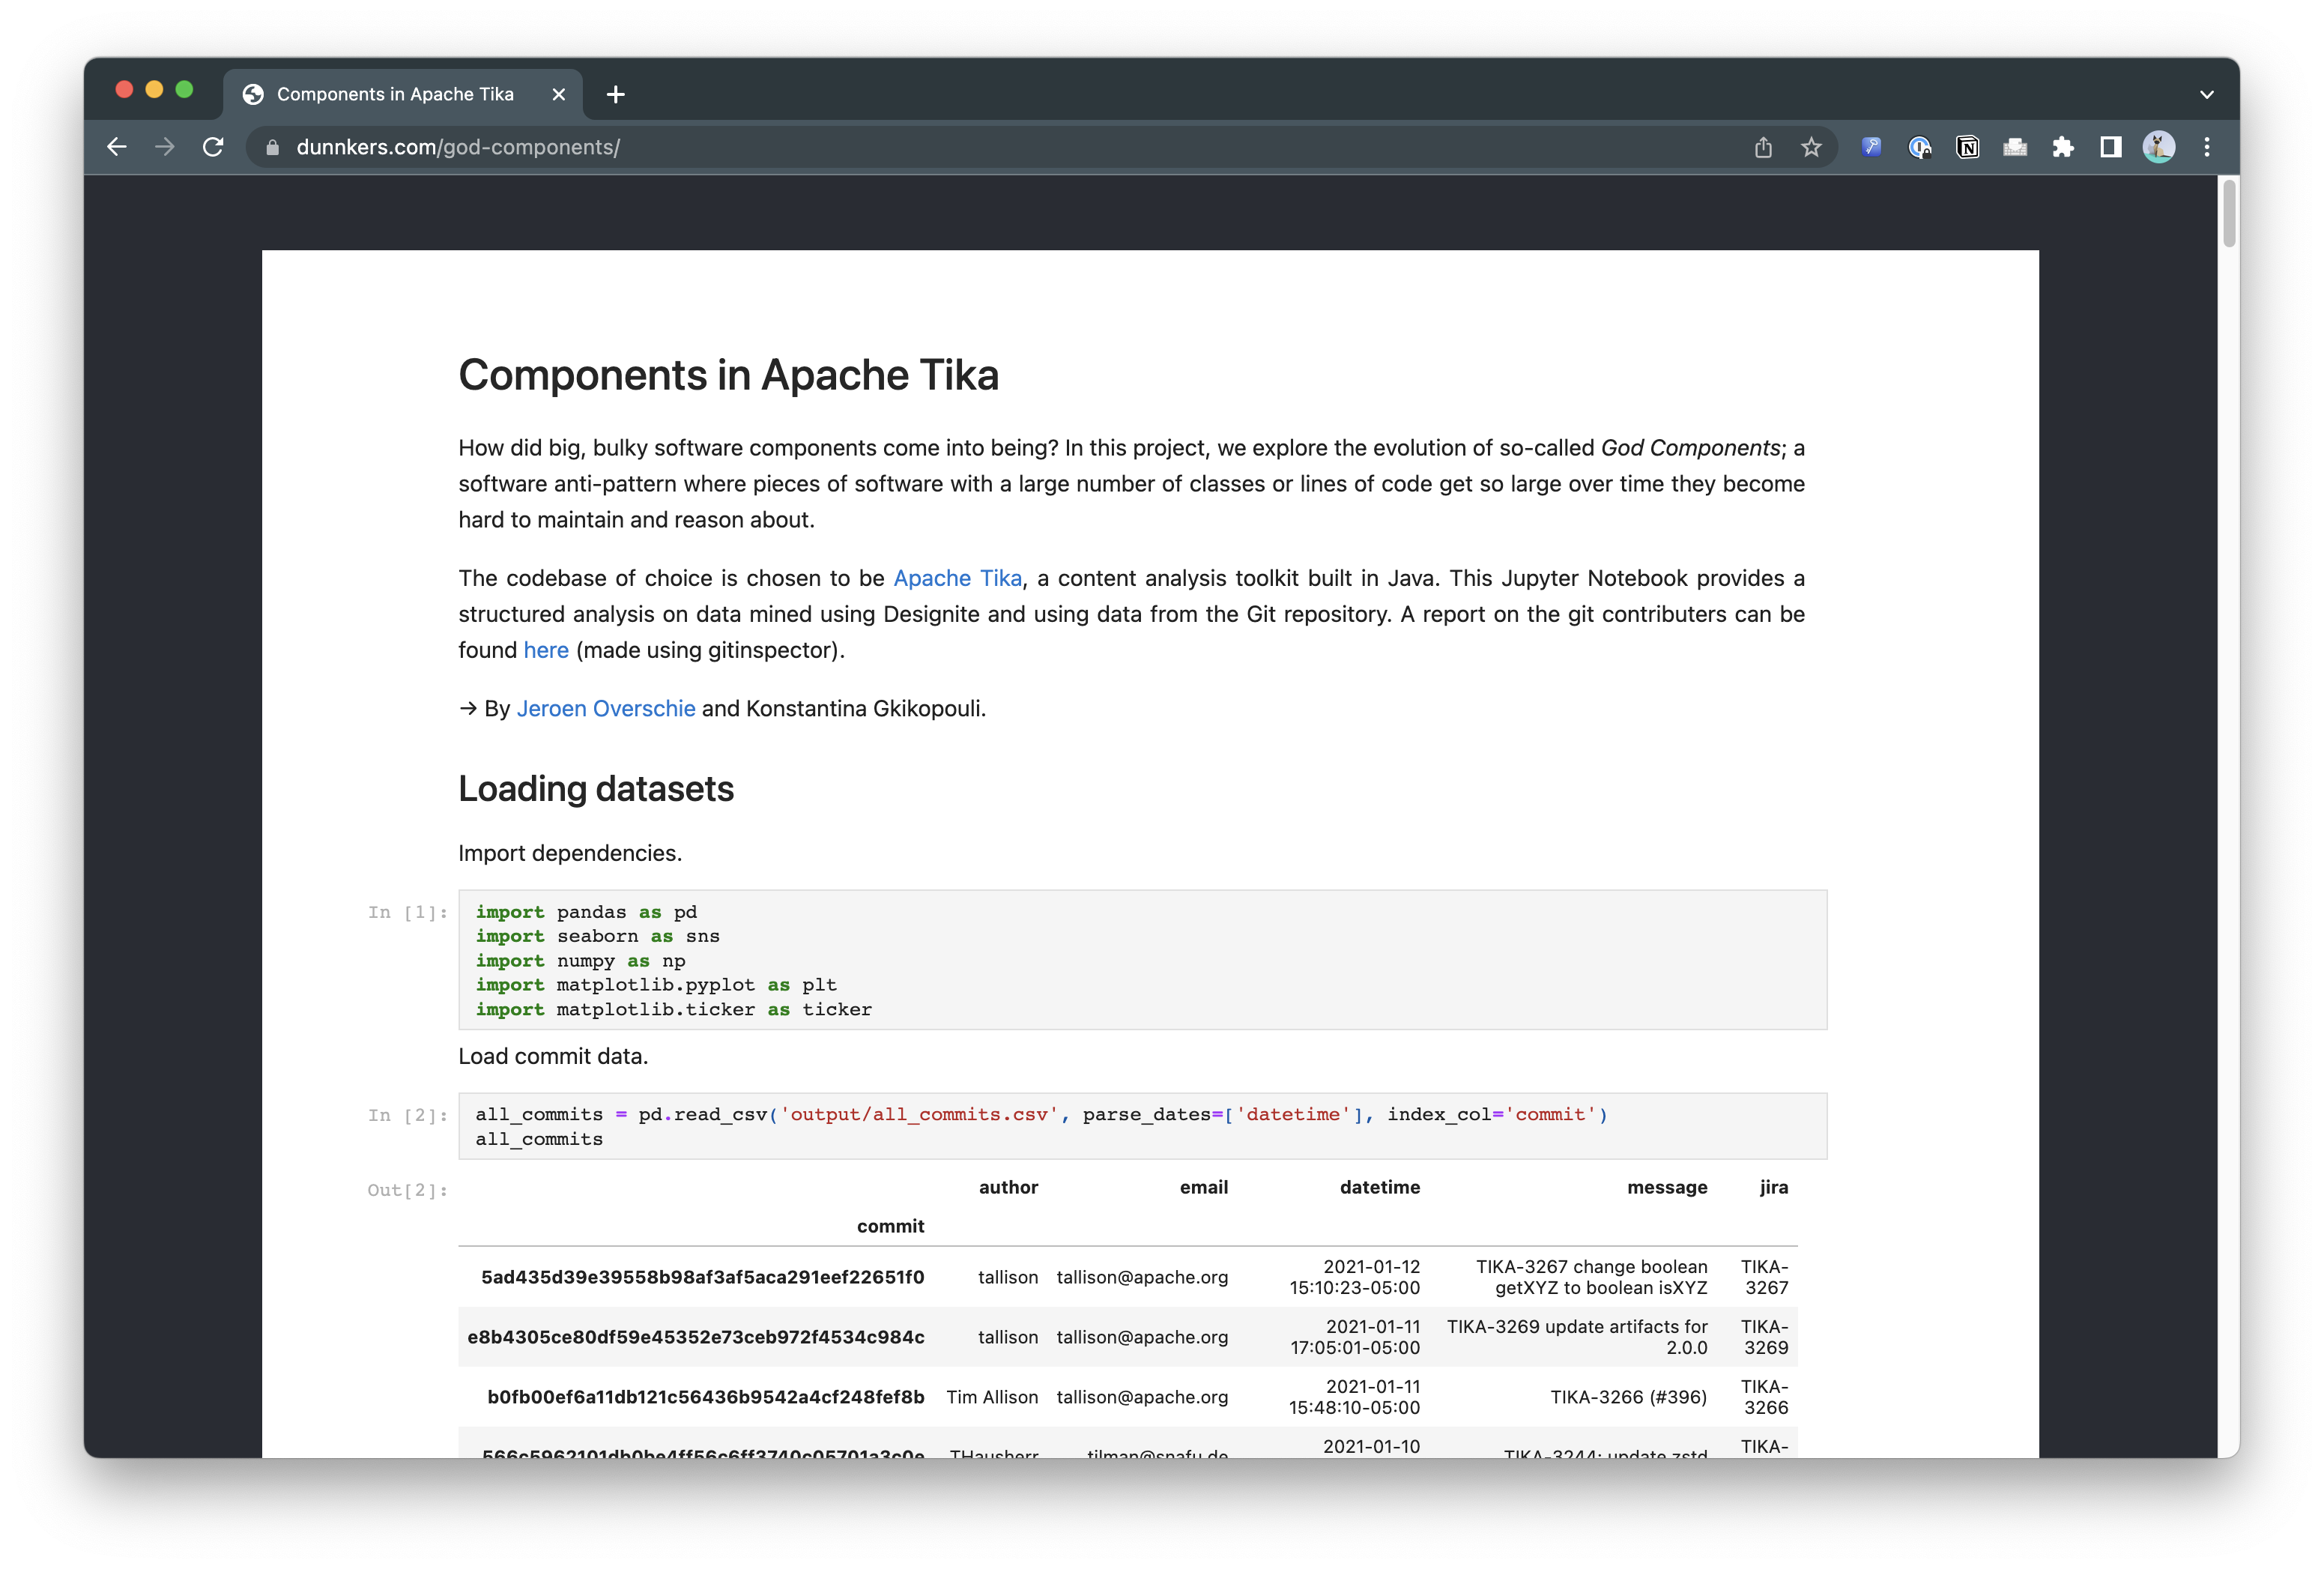 Components in Apache Tika
dunnkers.com/god-components/
Components in Apache Tika
How did big, bulky software components come into being? In this project, we explore the evolution of so-called God Components; a
software anti-pattern where pieces of software with a large number of classes or lines of code get so large over time they become
hard to maintain and reason about.
The codebase of choice is chosen to be Apache Tika, a content analysis toolkit built in Java. This Jupyter Notebook provides a
structured analysis on data mined using Designite and using data from the Git repository. A report on the git contributers can be
found here (made using gitinspector).
→ By Jeroen Overschie and Konstantina Gkikopouli.
Loading datasets
Import dependencies.
In [1]:
import pandas as pd
import seaborn as sns
import numpy as np
import matplotlib.pyplot as plt
import matplotlib.ticker as ticker
Load commit data.
In [2]:
all_commits = pd.read_csv('output/all_commits.csv', parse_dates=['datetime'], index_col='commit')
all_commits
Out[2]:
author email datetime message jira
commit
5ad435d39e39558b98af3af5aca291eef22651f0 tallison tallison@apache.org 2021-01-12 15:10:23-05:00 TIKA-3267 change boolean getXYZ to boolean isXYZ TIKA-3267
e8b4305ce80df59e45352e73ceb972f4534c984c tallison tallison@apache.org 2021-01-11 17:05:01-05:00 TIKA-3269 update artifacts for 2.0.0 TIKA-3269
b0fb00ef6a11db121c56436b9542a4cf248fef8b Tim Allison tallison@apache.org 2021-01-11 15:48:10-05:00 TIKA-3266 (#396) TIKA-3266
566c5962101db0be4ff56c6ff3740c05701a3c0e THausherr tilman@snafu.de 2021-01-10 TIKA-3244: update zstd TIKA-